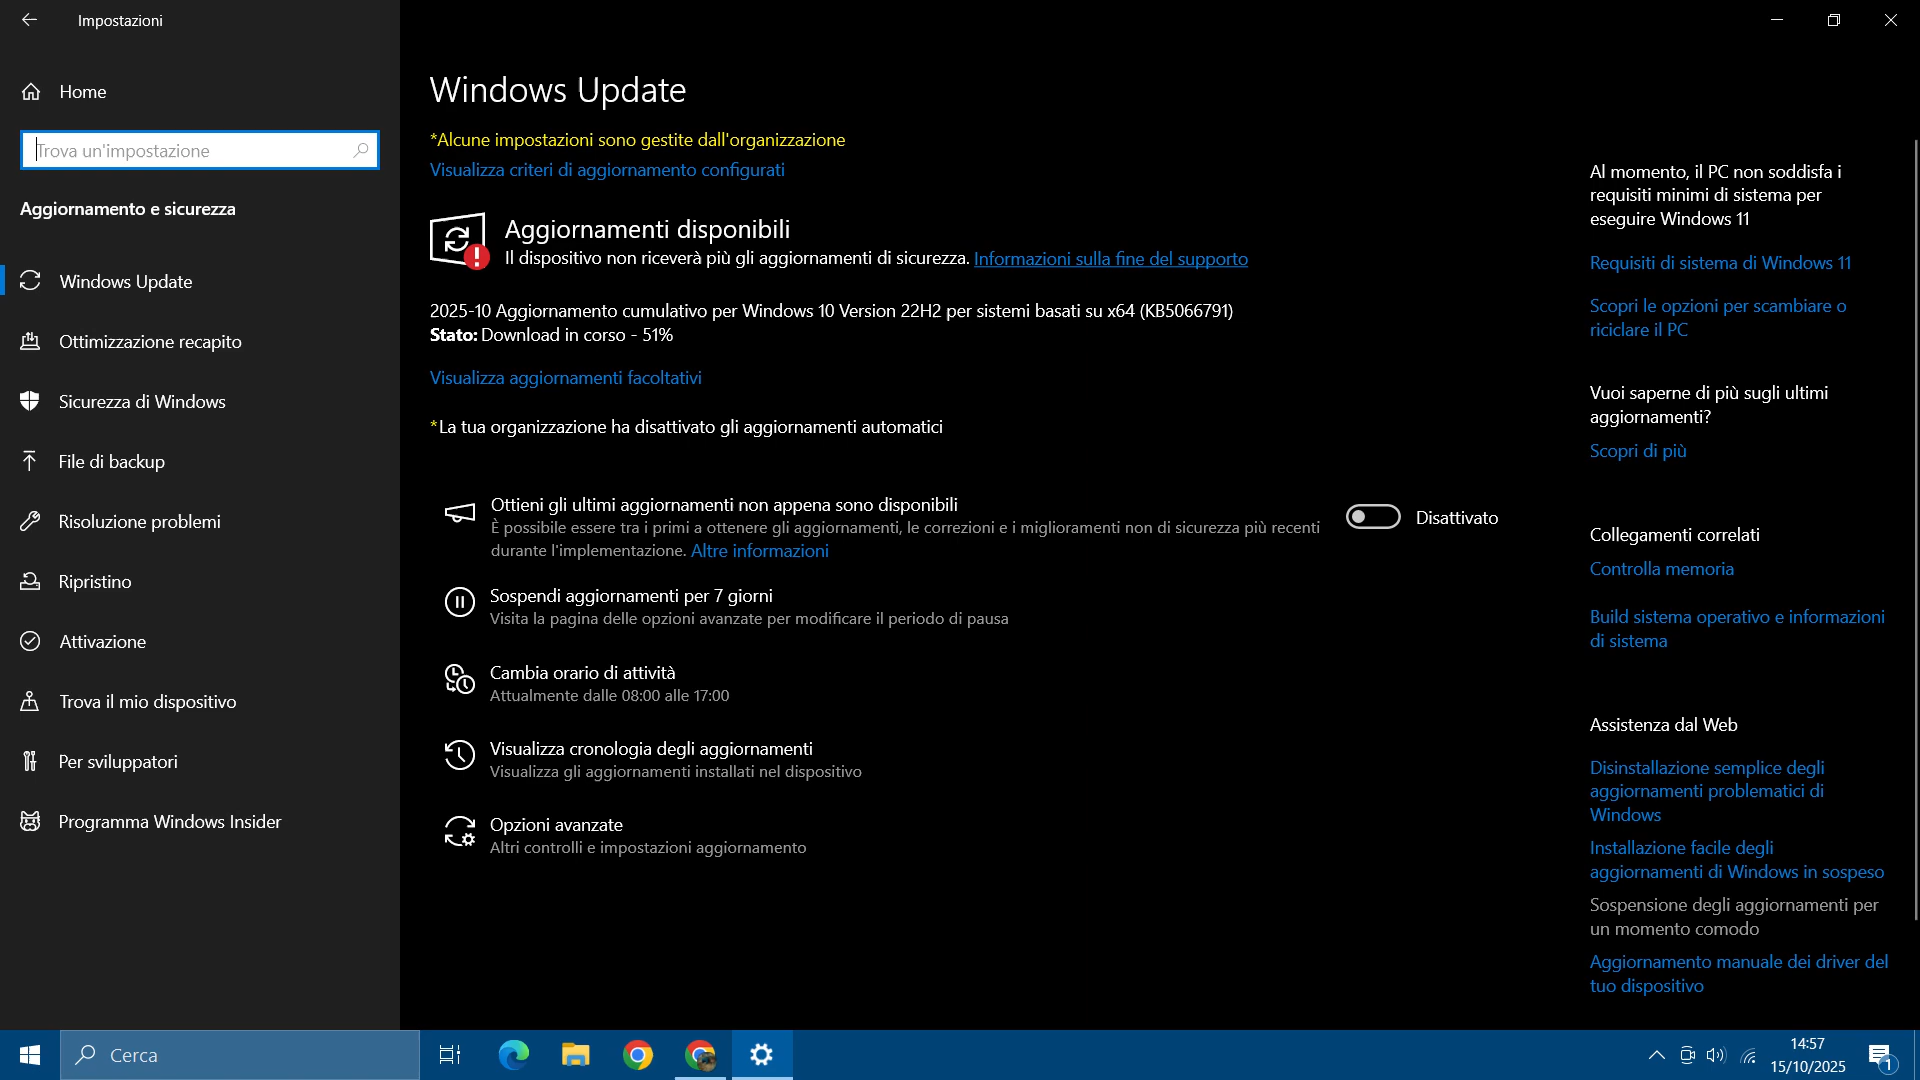 Impostazioni
Home
Trova un'impostazione
Aggiornamento e sicurezza
Windows Update
Ottimizzazione recapito
Sicurezza di Windows
File di backup
Risoluzione problemi
Ripristino
Attivazione
Trova il mio dispositivo
Per sviluppatori
Programma Windows Insider
Windows Update
*Alcune impostazioni sono gestite dall'organizzazione
Visualizza criteri di aggiornamento configurati
Aggiornamenti disponibili
Il dispositivo non riceverà più gli aggiornamenti di sicurezza. Informazioni sulla fine del supporto
2025-10 Aggiornamento cumulativo per Windows 10 Version 22H2 per sistemi basati su x64 (KB5066791)
Stato: Download in corso - 51%
Visualizza aggiornamenti facoltativi
*La tua organizzazione ha disattivato gli aggiornamenti automatici
Ottieni gli ultimi aggiornamenti non appena sono disponibili
È possibile essere tra i primi a ottenere gli aggiornamenti, le correzioni e i miglioramenti non di sicurezza più recenti
durante l'implementazione. Altre informazioni
Disattivato
Sospendi aggiornamenti per 7 giorni
Visita la pagina delle opzioni avanzate per modificare il periodo di pausa
Cambia orario di attività
Attualmente dalle 08:00 alle 17:00
Visualizza cronologia degli aggiornamenti
Visualizza gli aggiornamenti installati nel dispositivo
Opzioni avanzate
Altri controlli e impostazioni aggiornamento
Al momento, il PC non soddisfa i
requisiti minimi di sistema per
eseguire Windows 11
Requisiti di sistema di Windows 11
Scopri le opzioni per scambiare o
riciclare il PC
Vuoi saperne di più sugli ultimi
aggiornamenti?
Scopri di più
Collegamenti correlati
Controlla memoria
Build sistema operativo e informazioni
di sistema
Assistenza dal Web
Disinstallazione semplice degli
aggiornamenti problematici di
Windows
Installazione facile degli
aggiornamenti di Windows in sospeso
Sospensione degli aggiornamenti per
un momento comodo
Aggiornamento manuale dei driver del
tuo dispositivo
Cerca
14:57
15/10/2025
1